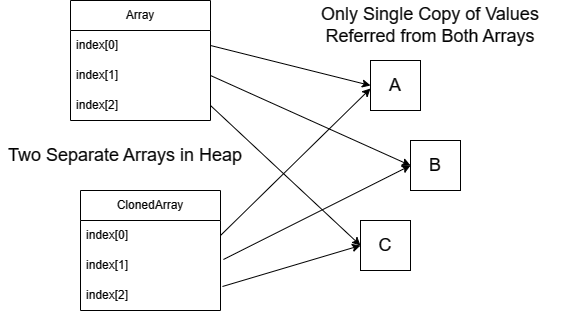 Array
index[0]
index[1]
index[2]
Only Single Copy of Values
Referred from Both Arrays
A
B
C
Two Separate Arrays in Heap
ClonedArray
index[0]
index[1]
index[2]